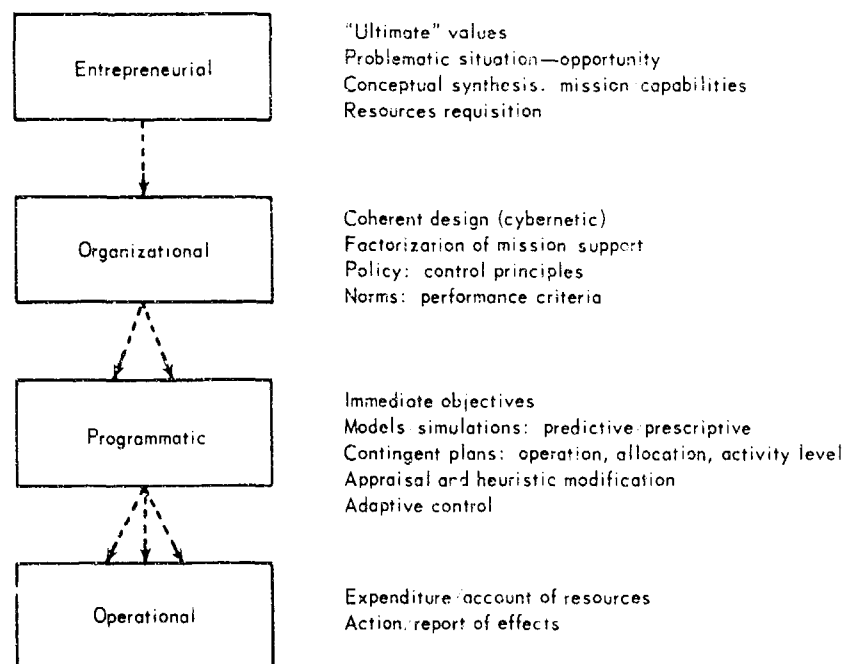 Entrepreneurial
"Ultimate" values
Problematic situation—opportunity
Conceptual synthesis. mission capabilities
Resources requisition
Organizational
Coherent design (cybernetic)
Factorization of mission support
Policy: control principles
Norms: performance criteria
Programmatic
Immediate objectives
Models simulations: predictive prescriptive
Contingent plans: operation, allocation, activity level
Appraisal and heuristic modification
Adaptive control
Operational
Expenditure account of resources
Action. report of effects